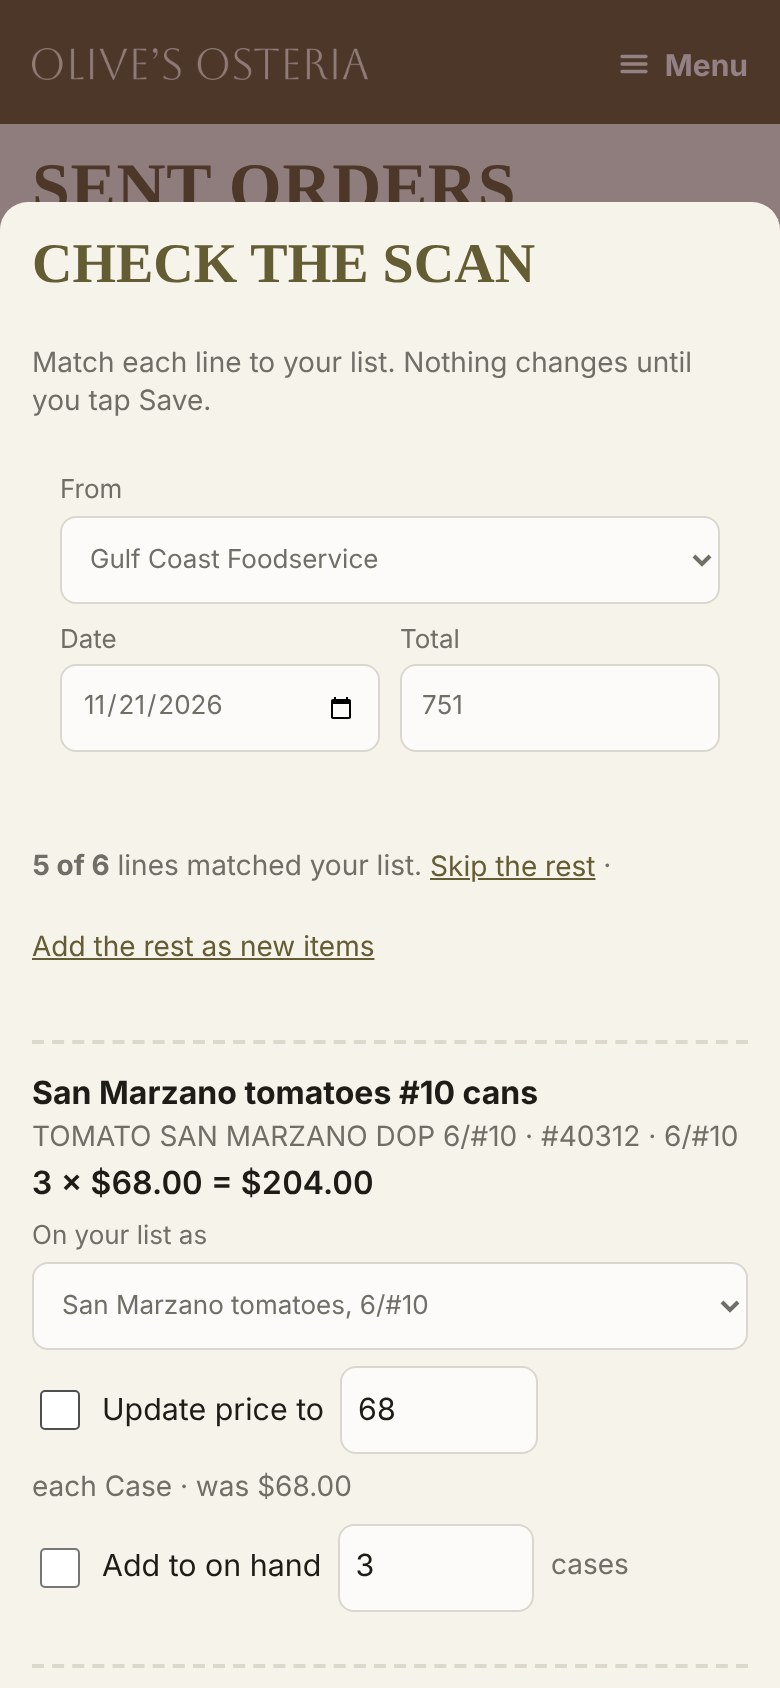 OLIVE’S OSTERIA
Menu
SENT ORDERS
CHECK THE SCAN
Match each line to your list. Nothing changes until
you tap Save.
From
Gulf Coast Foodservice
Date
Total
11/21/2026
751
5 of 6 lines matched your list. Skip the rest ·
Add the rest as new items
San Marzano tomatoes #10 cans
TOMATO SAN MARZANO DOP 6/#10 · #40312 · 6/#10
3 × $68.00 = $204.00
On your list as
San Marzano tomatoes, 6/#10
Update price to 68
each Case · was $68.00
Add to on hand 3 cases